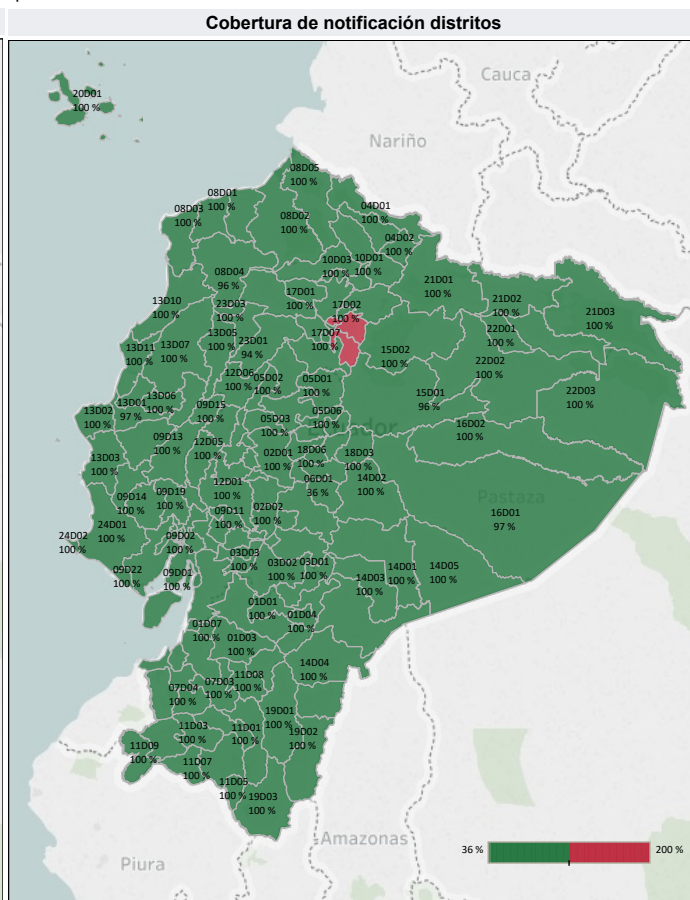 Cobertura de notificación distritos
Cauca
20D01
100 %
Nariño
08D05
100 %
08D01
100 %
08D03
100 %
08D02
100 %
04D01
100 %
04D02
100 %
10D03
100 %
10D01
100 %
08D04
96 %
21D01
100 %
17D01
100 %
21D02
100 %
13D10
100 %
23D03
100 %
17D02
100 %
21D03
100 %
13D05
100 %
17D07
100 %
22D01
100 %
13D11
100 %
13D07
100 %
23D01
94 %
15D02
100 %
22D02
100 %
12D06
100 %
05D02
100 %
05D01
100 %
15D01
96 %
22D03
100 %
13D06
100 %
13D01
97 %
13D02
100 %
09D15
100 %
05D03
100 %
05D06
100 %
16D02
100 %
09D13
100 %
12D05
100 %
02D01
100 %
18D06
100 %
18D03
100 %
13D03
100 %
06D01
36 %
14D02
100 %
12D01
100 %
09D14
100 %
09D19
100 %
Pastaza
09D11
100 %
02D02
100 %
16D01
97 %
24D01
100 %
24D02
100 %
09D02
100 %
03D03
100 %
03D02
100 %
03D01
100 %
09D22
100 %
09D01
100 %
14D03
100 %
14D01
100 %
14D05
100 %
01D01
100 %
01D04
100 %
01D07
100 %
01D03
100 %
14D04
100 %
07D04
100 %
07D03
100 %
11D08
100 %
19D01
100 %
11D03
100 %
11D01
100 %
19D02
100 %
11D09
100 %
11D07
100 %
11D05
100 %
19D03
100 %
Amazonas
36 %
200 %
Piura